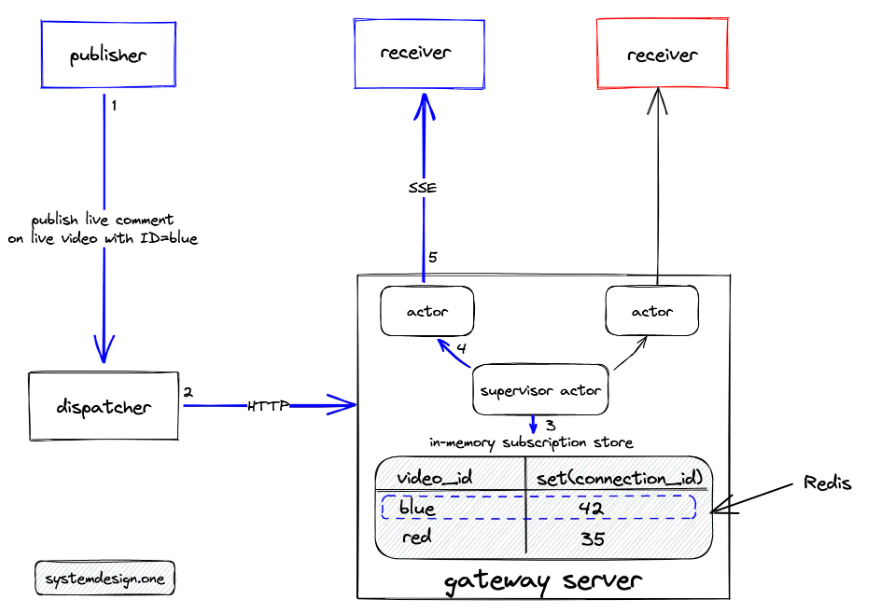 publisher
receiver
receiver
1
SSE
publish live comment
on live video with ID=blue
5
actor
actor
4
dispatcher
2
HTTP
supervisor actor
3
in-memory subscription store
video_id
set(connection_id)
Redis
blue
42
red
35
systemdesign.one
gateway server